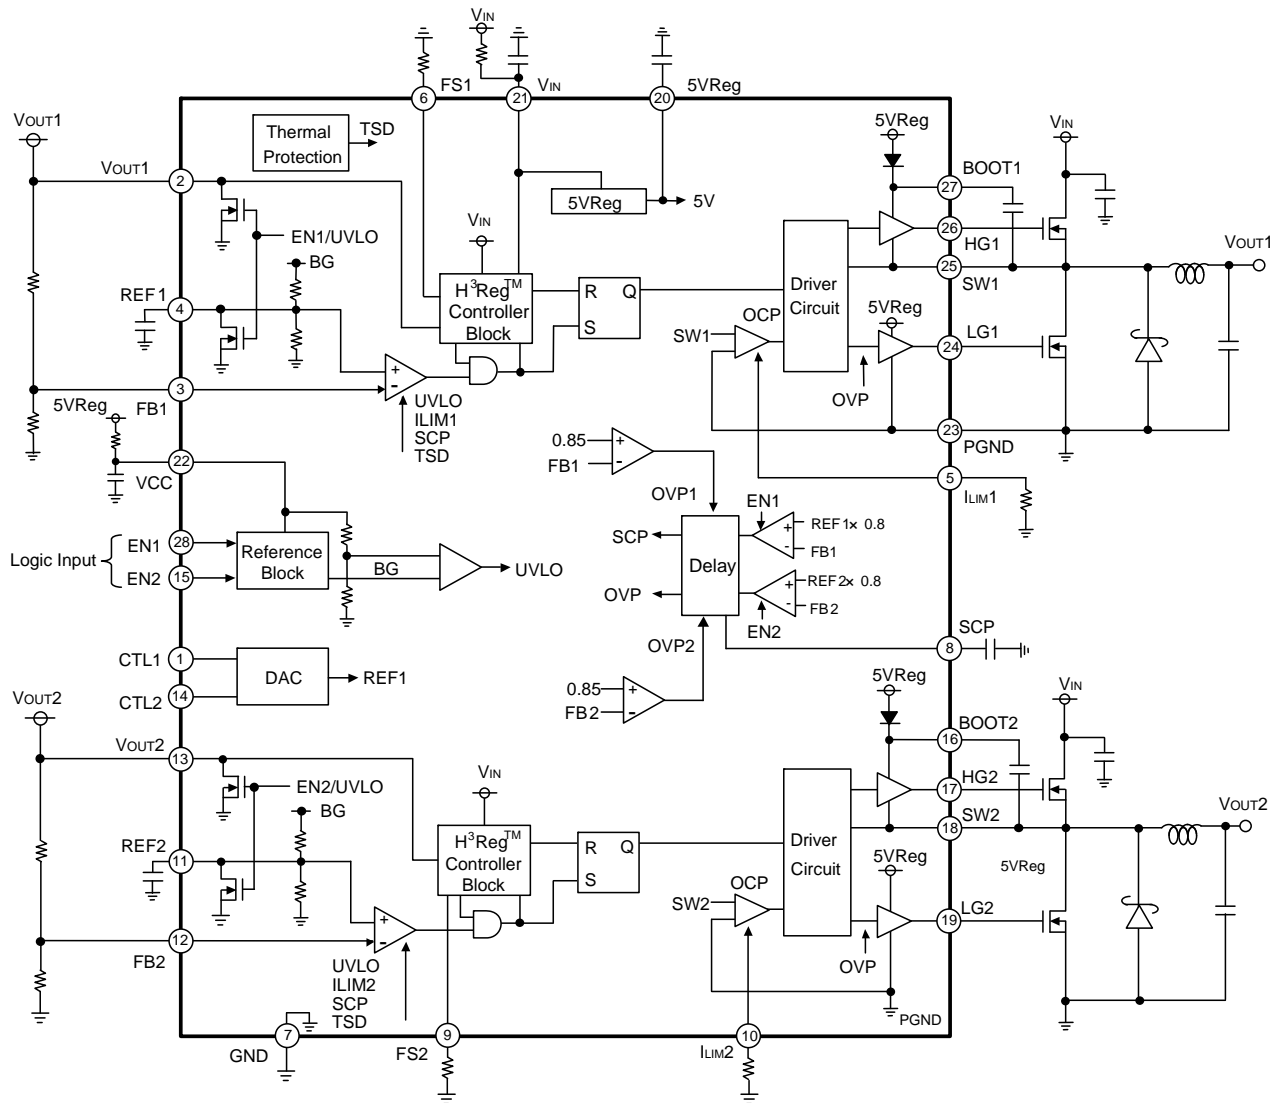 VIN
FS1
VIN
5VReg
6
21
20
VOUT1
Thermal
Protection
TSD
5VReg
VIN
VOUT1
2
BOOT1
27
5VReg
5V
VIN
EN1/UVLO
BG
26
HG1
VOUT1
25
SW1
REF1
4
H³Reg™
Controller
Block
R
Q
S
Driver
Circuit
5VReg
OCP
SW1
LG1
24
OVP
3
FB1
UVLO
ILIM1
SCP
TSD
5VReg
23
PGND
22
VCC
0.85
FB1
5
ILIM1
OVP1
EN1
REF1× 0.8
FB1
SCP
Delay
OVP
REF2× 0.8
FB2
EN2
OVP2
Logic Input
EN1
28
EN2
15
Reference
Block
BG
UVLO
CTL1
1
CTL2
14
DAC
REF1
SCP
8
0.85
FB2
VOUT2
VOUT2
13
5VReg
VIN
BOOT2
16
VIN
EN2/UVLO
BG
HG2
17
VOUT2
SW2
18
REF2
11
H³Reg™
Controller
Block
R
Q
S
Driver
Circuit
5VReg
5VReg
OCP
SW2
LG2
19
OVP
12
FB2
UVLO
ILIM2
SCP
TSD
PGND
7
GND
9
FS2
10
ILIM2